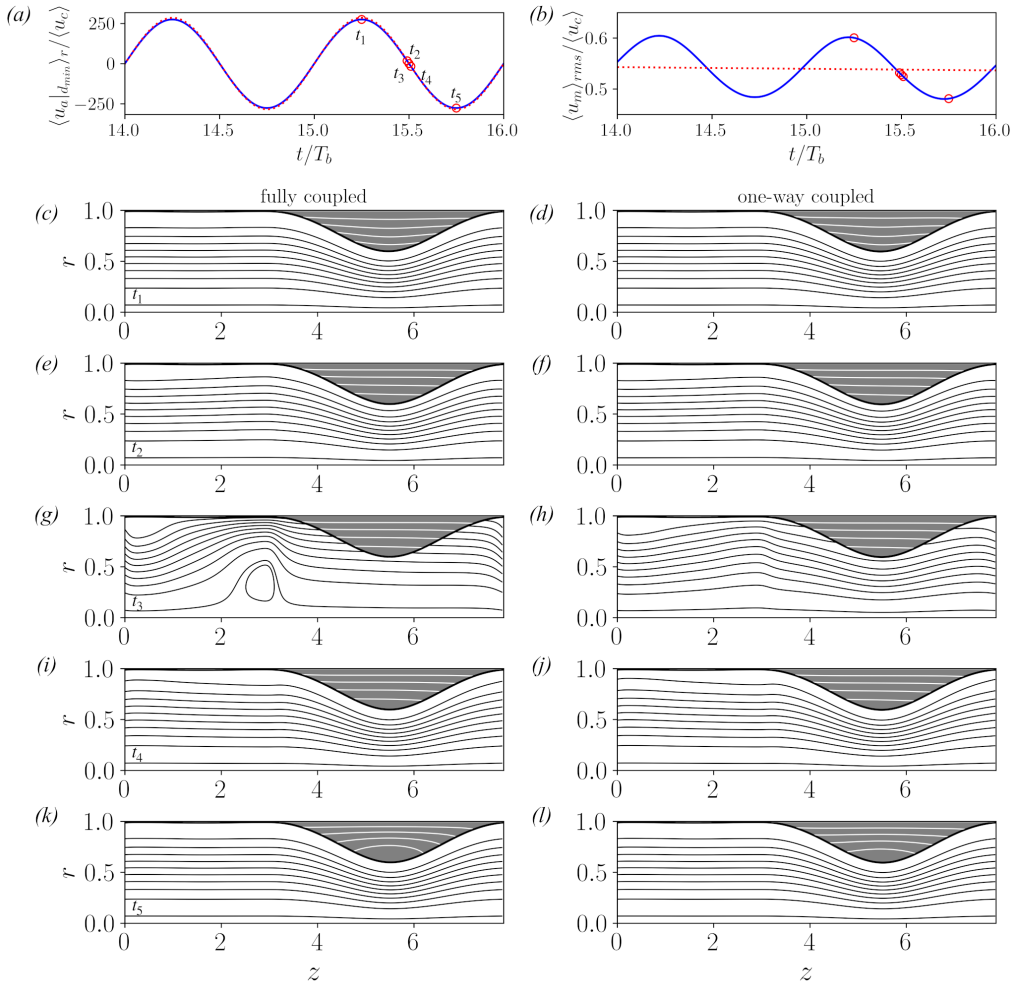 (a)
⟨u_a|_{d_min}⟩_r/⟨u_c⟩
250
0
−250
t_1
t_2
t_3 t_4
t_5
14.0 14.5 15.0 15.5 16.0
t/T_b
(b)
⟨u_m⟩_{rms}/⟨u_c⟩
0.6
0.5
14.0 14.5 15.0 15.5 16.0
t/T_b
fully coupled
one-way coupled
(c)
r
1.0
0.5
0.0
t_1
0 2 4 6
(d)
1.0
0.5
0.0
0 2 4 6
(e)
r
1.0
0.5
0.0
t_2
0 2 4 6
(f)
1.0
0.5
0.0
0 2 4 6
(g)
r
1.0
0.5
0.0
t_3
0 2 4 6
(h)
1.0
0.5
0.0
0 2 4 6
(i)
r
1.0
0.5
0.0
t_4
0 2 4 6
(j)
1.0
0.5
0.0
0 2 4 6
(k)
r
1.0
0.5
0.0
t_5
0 2 4 6
z
(l)
1.0
0.5
0.0
0 2 4 6
z